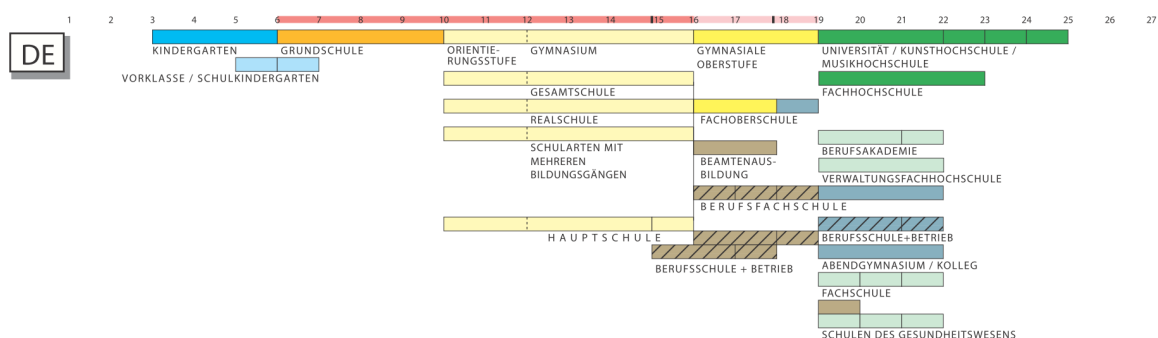 1 2 3 4 5 6 7 8 9 10 11 12 13 14 15 16 17 18 19 20 21 22 23 24 25 26 27
DE
KINDERGARTEN
GRUNDSCHULE
ORIENTIE-
RUNGSSTUFE
GYMNASIUM
GYMNASIALE
OBERSTUFE
UNIVERSITÄT / KUNSTHOCHSCHULE /
MUSIKHOCHSCHULE
VORKLASSE / SCHULKINDERGARTEN
GESAMTSCHULE
FACHHOCHSCHULE
REALSCHULE
FACHOBERSCHULE
SCHULARTEN MIT
MEHREREN
BILDUNGSGÄNGEN
BEAMTENAUS-
BILDUNG
BERUFSAKADEMIE
VERWALTUNGSFACHHOCHSCHULE
BERUFSFACHSCHULE
HAUPTSCHULE
BERUFSSCHULE+BETRIEB
BERUFSSCHULE + BETRIEB
ABENDGYMNASIUM / KOLLEG
FACHSCHULE
SCHULEN DES GESUNDHEITSWESENS